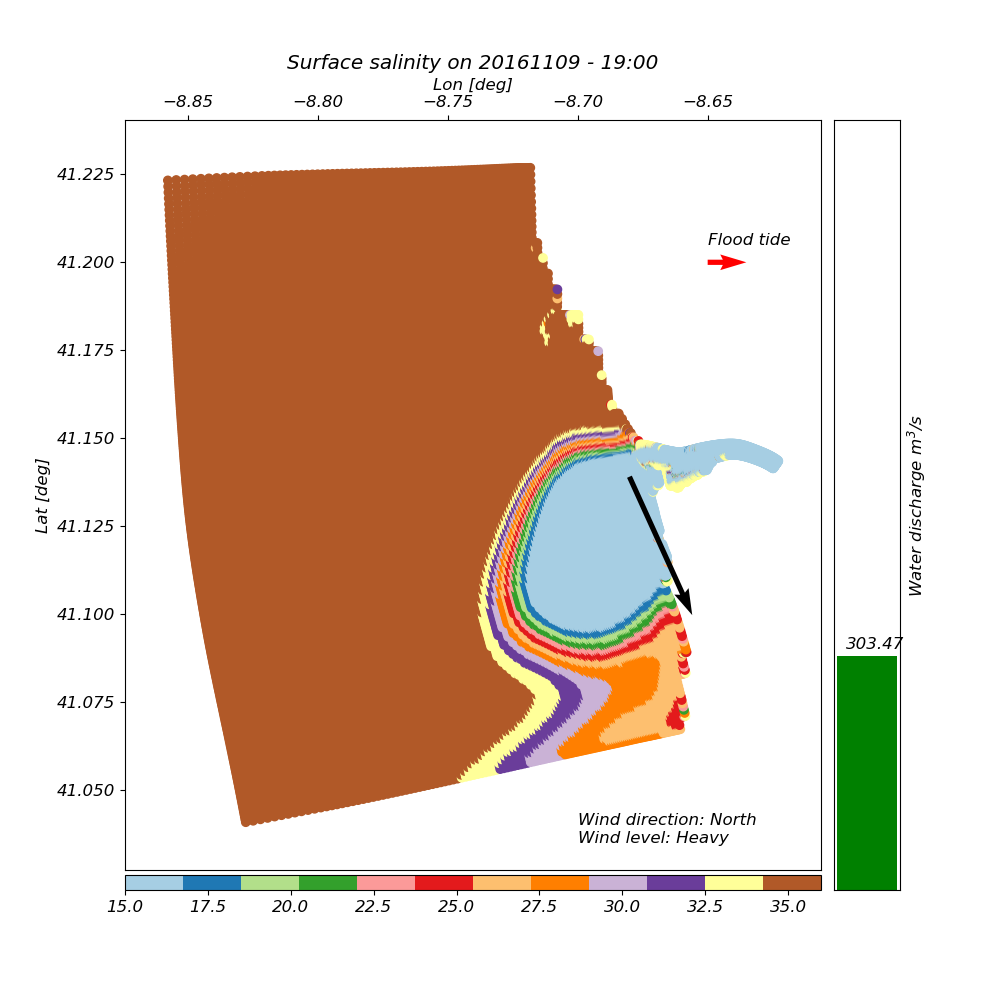 Surface salinity on 20161109 - 19:00
Lon [deg]
−8.85 −8.80 −8.75 −8.70 −8.65
41.225
41.200
41.175
41.150
41.125
41.100
41.075
41.050
Lat [deg]
Flood tide
Wind direction: North
Wind level: Heavy
303.47
Water discharge m³/s
15.0 17.5 20.0 22.5 25.0 27.5 30.0 32.5 35.0